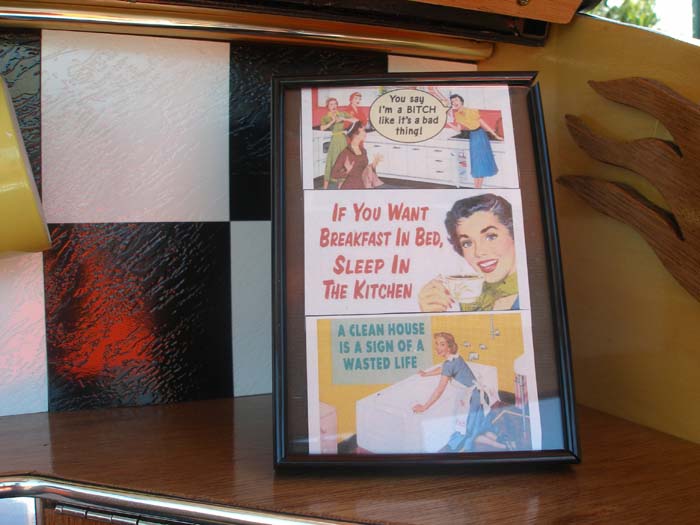 You say
I'm a BITCH
like it's a bad
thing!
IF YOU WANT
BREAKFAST IN BED,
SLEEP IN
THE KITCHEN
A CLEAN HOUSE
IS A SIGN OF A
WASTED LIFE